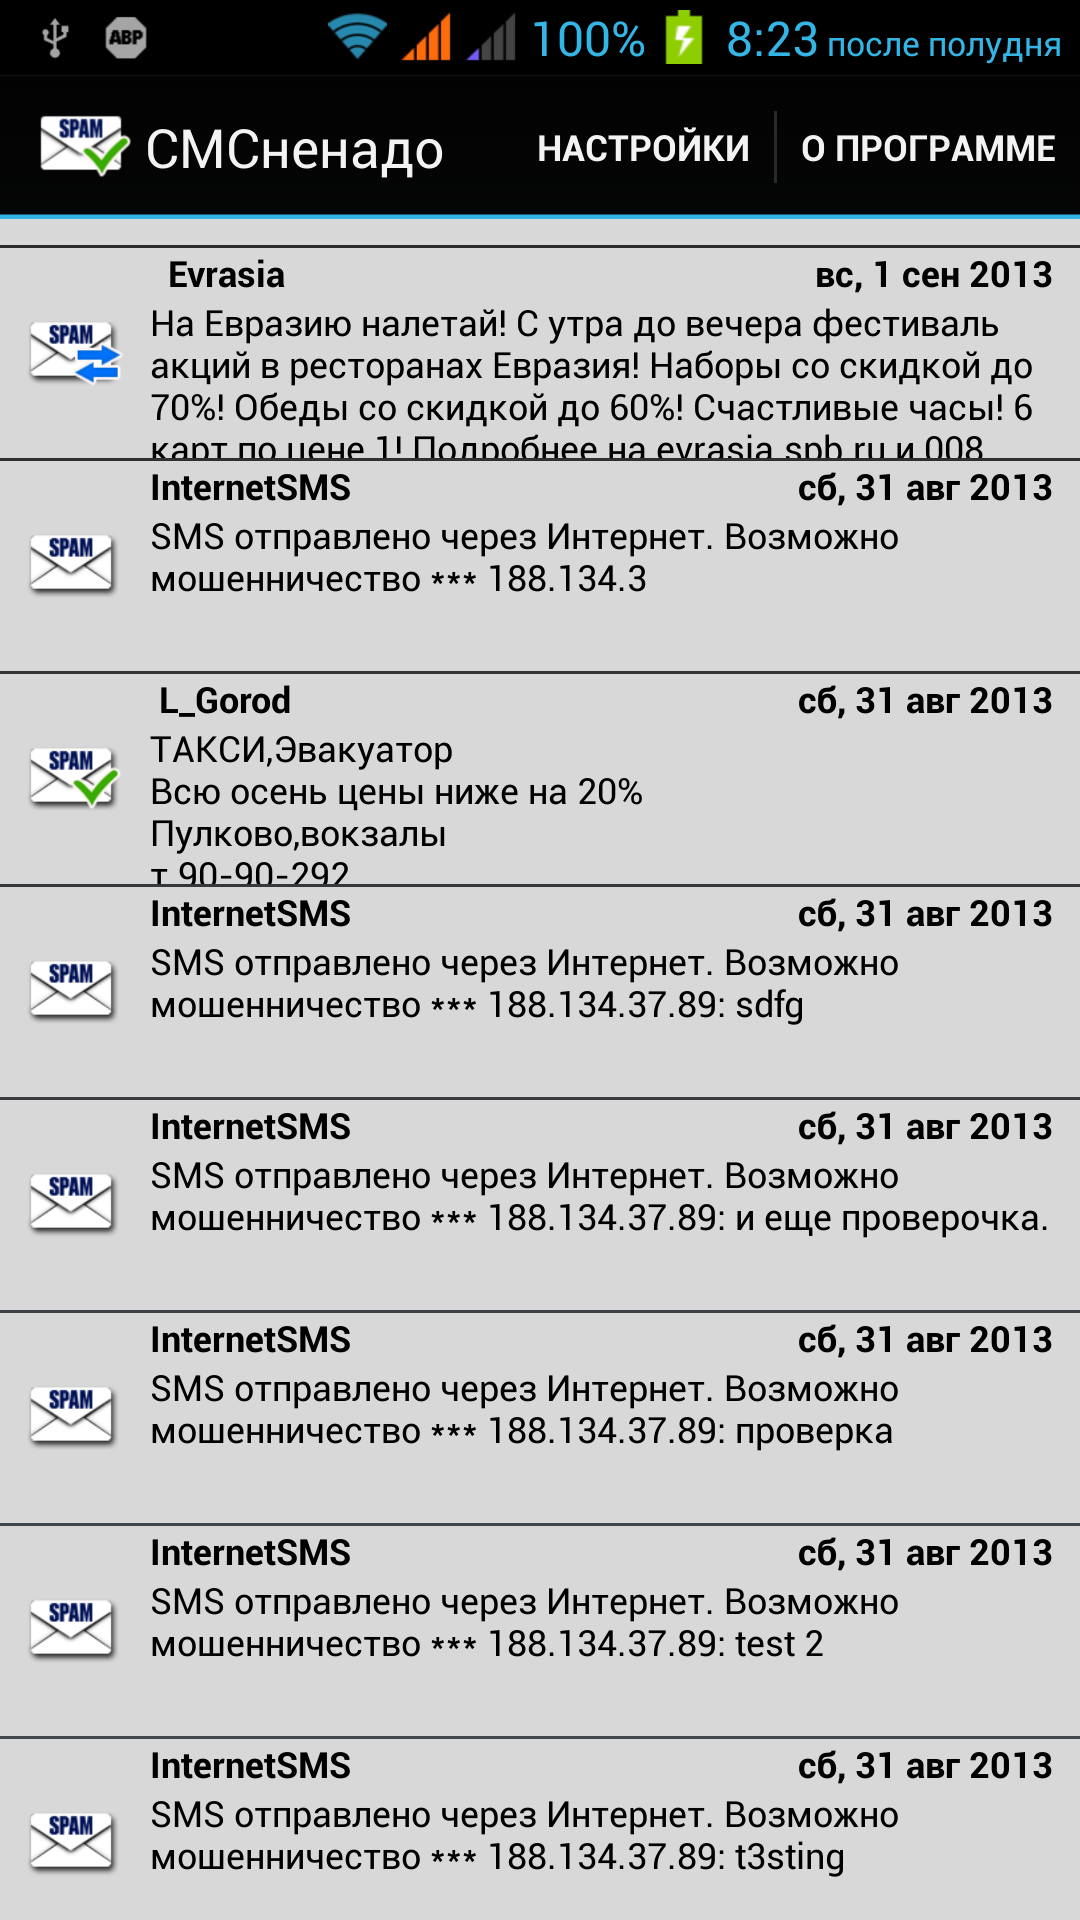 ABP 100% 8:23 после полудня
SPAM СМСненадо НАСТРОЙКИ О ПРОГРАММЕ
Evrasia вс, 1 сен 2013
SPAM
На Евразию налетай! С утра до вечера фестиваль
акций в ресторанах Евразия! Наборы со скидкой до
70%! Обеды со скидкой до 60%! Счастливые часы! 6
карт по цене 1! Подробнее на evrasia.spb.ru и 008
InternetSMS сб, 31 авг 2013
SPAM
SMS отправлено через Интернет. Возможно
мошенничество *** 188.134.3
L_Gorod сб, 31 авг 2013
SPAM
ТАКСИ,Эвакуатор
Всю осень цены ниже на 20%
Пулково,вокзалы
т.90-90-292
InternetSMS сб, 31 авг 2013
SPAM
SMS отправлено через Интернет. Возможно
мошенничество *** 188.134.37.89: sdfg
InternetSMS сб, 31 авг 2013
SPAM
SMS отправлено через Интернет. Возможно
мошенничество *** 188.134.37.89: и еще проверочка.
InternetSMS сб, 31 авг 2013
SPAM
SMS отправлено через Интернет. Возможно
мошенничество *** 188.134.37.89: проверка
InternetSMS сб, 31 авг 2013
SPAM
SMS отправлено через Интернет. Возможно
мошенничество *** 188.134.37.89: test 2
InternetSMS сб, 31 авг 2013
SPAM
SMS отправлено через Интернет. Возможно
мошенничество *** 188.134.37.89: t3sting